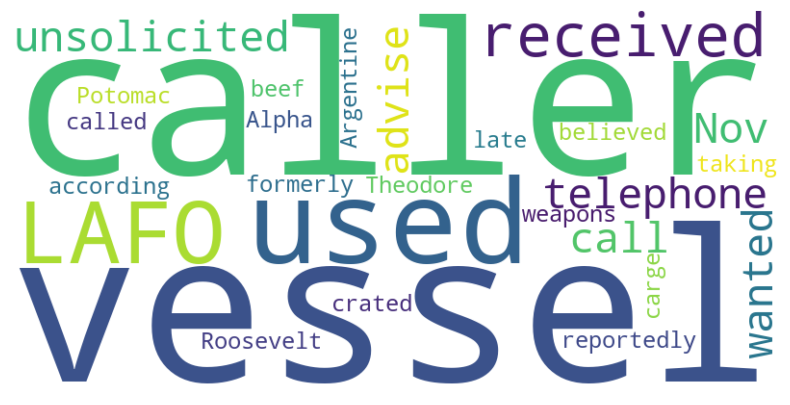 unsolicited
received
caller
Argentine
advise
beef
Potomac
called
Alpha
late
believed
Nov
taking
according
formerly
Theodore
telephone
LAFO
used
weapons
call
wanted
vessel
cargo
crated
Roosevelt
reportedly